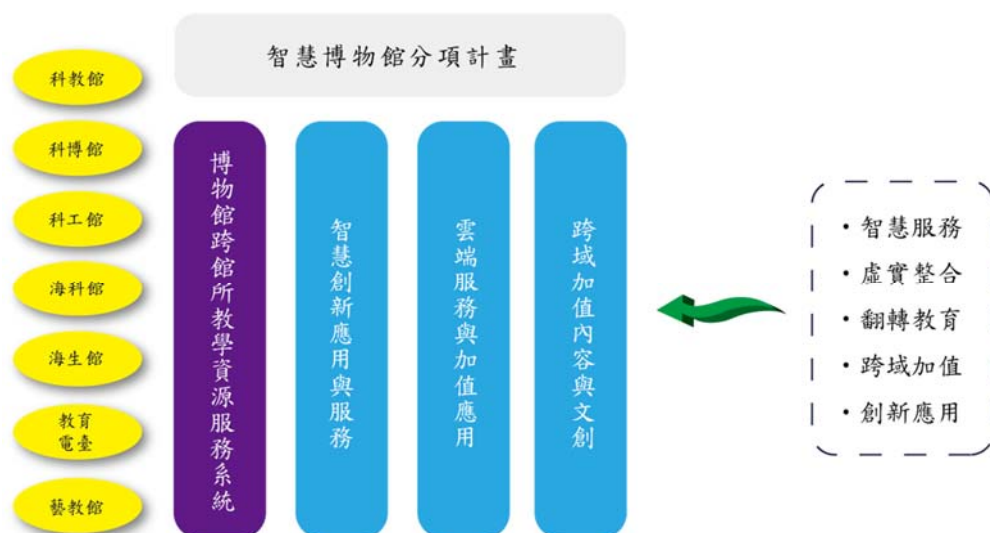 智慧博物館分項計畫
科教館
科博館
科工館
海科館
海生館
教育
電臺
藝教館
博物館跨館所教學資源服務系統
智慧創新應用與服務
雲端服務與加值應用
跨域加值內容與文創
・智慧服務
・虛實整合
・翻轉教育
・跨域加值
・創新應用